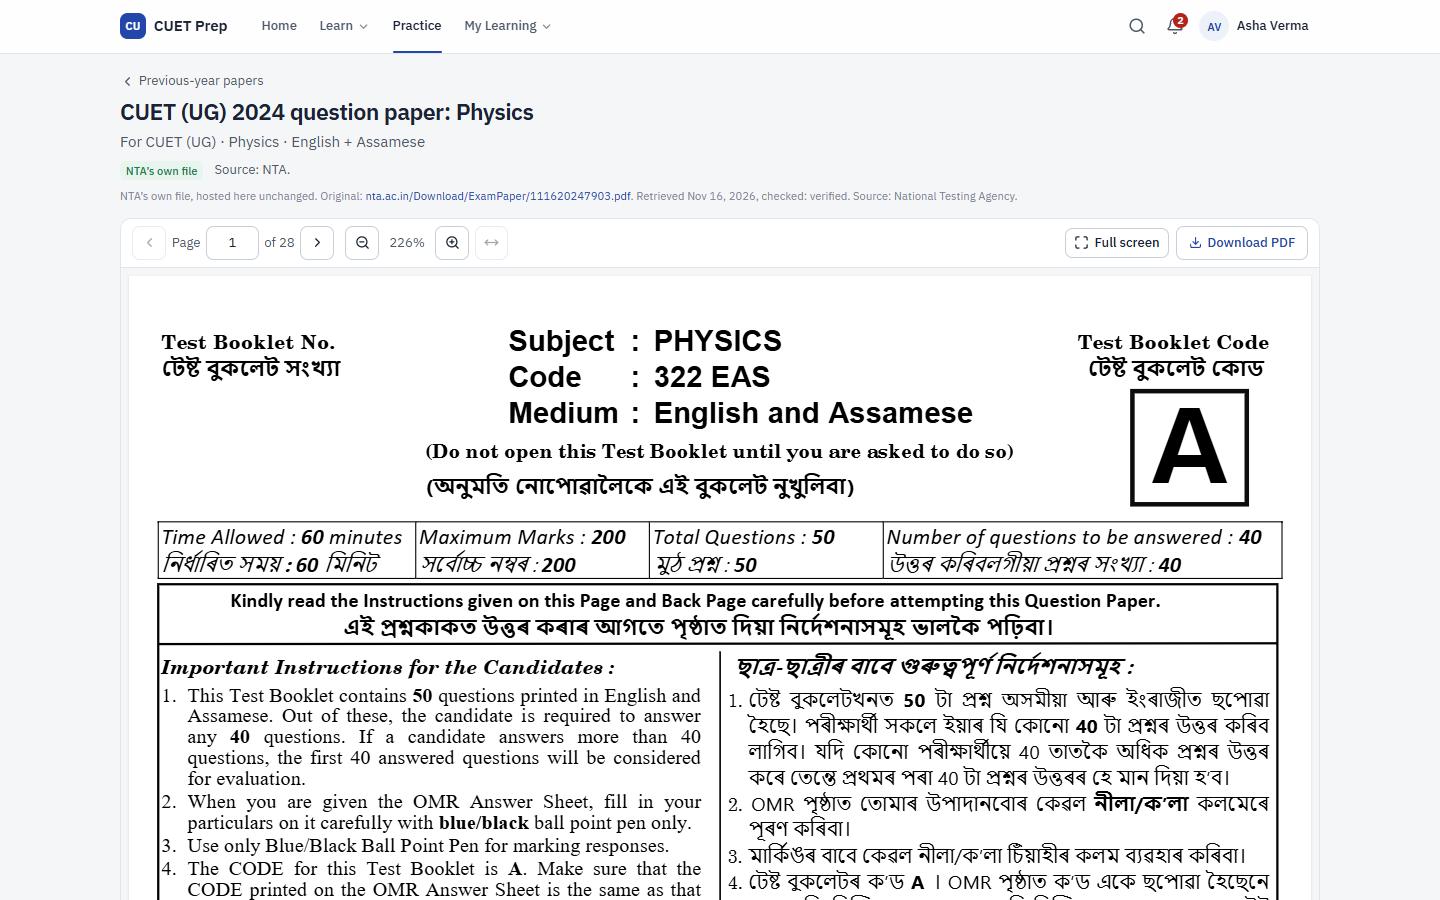 CU CUET Prep Home Learn Practice My Learning 2 AV Asha Verma
Previous-year papers
CUET (UG) 2024 question paper: Physics
For CUET (UG) · Physics · English + Assamese
NTA's own file Source: NTA.
NTA's own file, hosted here unchanged. Original: nta.ac.in/Download/ExamPaper/111620247903.pdf. Retrieved Nov 16, 2026, checked: verified. Source: National Testing Agency.
Page 1 of 28 226% Full screen Download PDF
Test Booklet No.
টেষ্ট বুকলেট সংখ্যা
Subject : PHYSICS
Code : 322 EAS
Medium : English and Assamese
Test Booklet Code
টেষ্ট বুকলেট কোড
A
(Do not open this Test Booklet until you are asked to do so)
(অনুমতি নোপোৱালৈকে এই বুকলেট নুখুলিবা)
Time Allowed : 60 minutes Maximum Marks : 200 Total Questions : 50 Number of questions to be answered : 40
নিৰ্ধাৰিত সময় : 60 মিনিট সৰ্বোচ্চ নম্বৰ : 200 মুঠ প্ৰশ্ন : 50 উত্তৰ কৰিবলগীয়া প্ৰশ্নৰ সংখ্যা : 40
Kindly read the Instructions given on this Page and Back Page carefully before attempting this Question Paper.
এই প্ৰশ্নকাকত উত্তৰ কৰাৰ আগতে পৃষ্ঠাত দিয়া নিৰ্দেশনাসমূহ ভালকৈ পঢ়িবা।
Important Instructions for the Candidates :
1. This Test Booklet contains 50 questions printed in English and
Assamese. Out of these, the candidate is required to answer
any 40 questions. If a candidate answers more than 40
questions, the first 40 answered questions will be considered
for evaluation.
2. When you are given the OMR Answer Sheet, fill in your
particulars on it carefully with blue/black ball point pen only.
3. Use only Blue/Black Ball Point Pen for marking responses.
4. The CODE for this Test Booklet is A. Make sure that the
CODE printed on the OMR Answer Sheet is the same as that
ছাত্ৰ-ছাত্ৰীৰ বাবে গুৰুত্বপূৰ্ণ নিৰ্দেশনাসমূহ :
1. টেষ্ট বুকলেটখনত 50 টা প্ৰশ্ন অসমীয়া আৰু ইংৰাজীত ছপোৱা
হৈছে। পৰীক্ষাৰ্থী সকলে ইয়াৰ যি কোনো 40 টা প্ৰশ্নৰ উত্তৰ কৰিব
লাগিব। যদি কোনো পৰীক্ষাৰ্থীয়ে 40 তাতকৈ অধিক প্ৰশ্নৰ উত্তৰ
কৰে তেন্তে প্ৰথমৰ পৰা 40 টা প্ৰশ্নৰ উত্তৰৰ হে মান দিয়া হ'ব।
2. OMR পৃষ্ঠাত তোমাৰ উপাদানবোৰ কেৱল নীলা/ক'লা কলমেৰে
পূৰণ কৰিবা।
3. মাৰ্কিঙৰ বাবে কেৱল নীলা/ক'লা চিঁয়াহীৰ কলম ব্যৱহাৰ কৰিবা।
4. টেষ্ট বুকলেটৰ ক'ড A । OMR পৃষ্ঠাত ক'ড একে ছপোৱা হৈছেনে